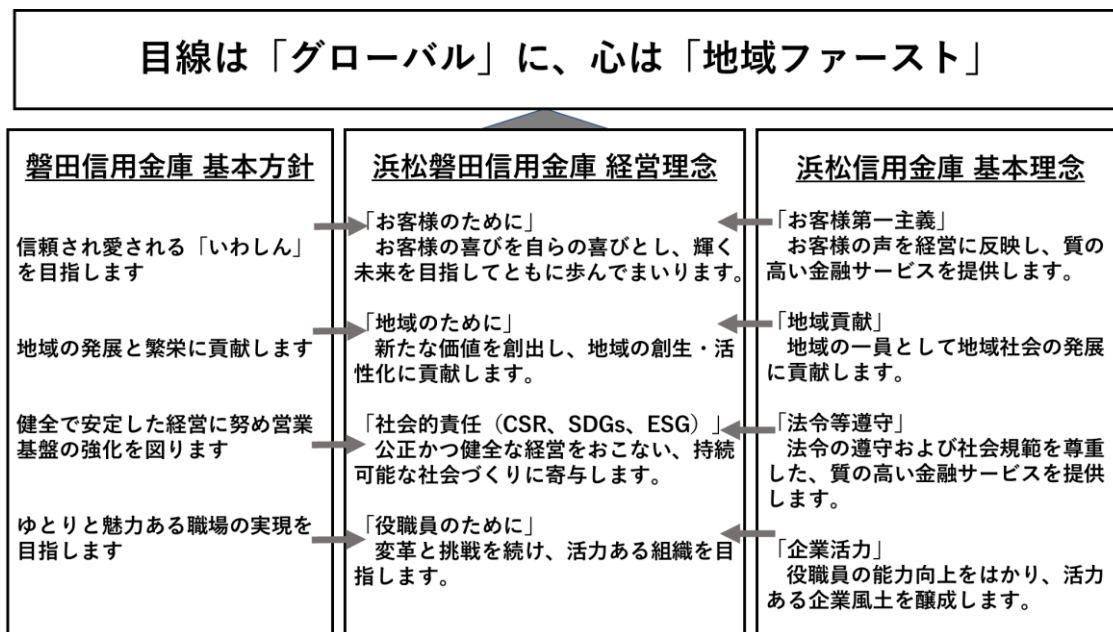 目線は「グローバル」に、心は「地域ファースト」
磐田信用金庫 基本方針
信頼され愛される「いわしん」
を目指します
地域の発展と繁栄に貢献します
健全で安定した経営に努め営業
基盤の強化を図ります
ゆとりと魅力ある職場の実現を
目指します
浜松磐田信用金庫 経営理念
「お客様のために」
お客様の喜びを自らの喜びとし、輝く
未来を目指してともに歩んでまいります。
「地域のために」
新たな価値を創出し、地域の創生・活
性化に貢献します。
「社会的責任（CSR、SDGs、ESG）」
公正かつ健全な経営をおこない、持続
可能な社会づくりに寄与します。
「役職員のために」
変革と挑戦を続け、活力ある組織を目
指します。
浜松信用金庫 基本理念
「お客様第一主義」
お客様の声を経営に反映し、質の
高い金融サービスを提供します。
「地域貢献」
地域の一員として地域社会の発展
に貢献します。
「法令等遵守」
法令の遵守および社会規範を尊重
した、質の高い金融サービスを提供
します。
「企業活力」
役職員の能力向上をはかり、活力
ある企業風土を醸成します。